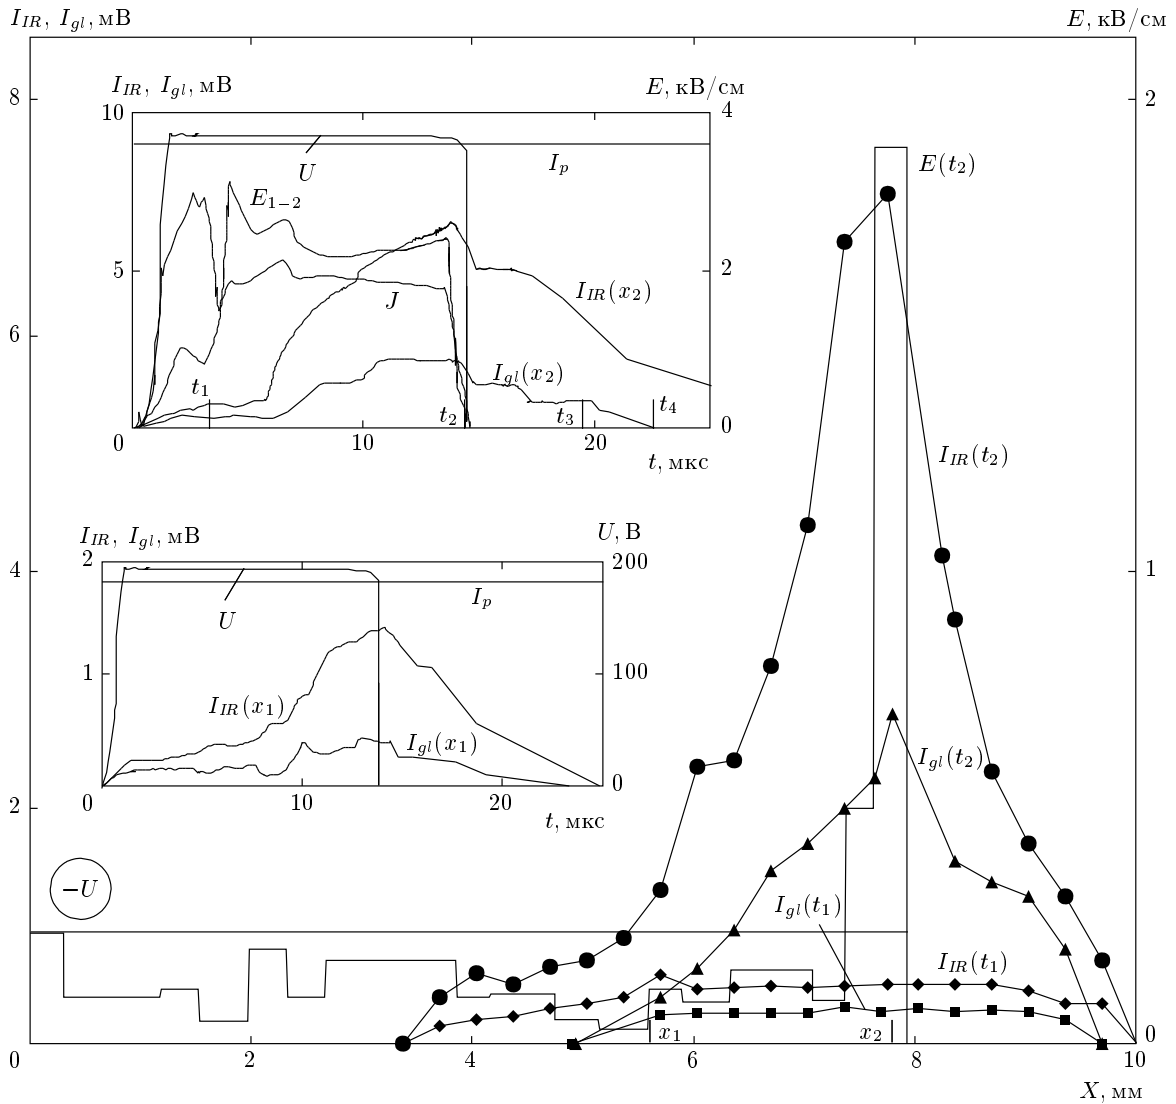 I_IR, I_gl, мВ
E, кВ/см
8
2
I_IR, I_gl, мВ
E, кВ/см
10
4
U
I_p
E(t_2)
E_{1−2}
5
2
I_IR(x_2)
J
6
I_gl(x_2)
t_1
t_2
t_3
t_4
0
10
20
0
t, мкс
I_IR(t_2)
I_IR, I_gl, мВ
U, В
2
200
4
1
I_p
U
1
100
I_IR(x_1)
I_gl(x_1)
I_gl(t_2)
0
10
20
0
t, мкс
2
−U
I_gl(t_1)
I_IR(t_1)
x_1
x_2
0
0
2
4
6
8
10
X, мм